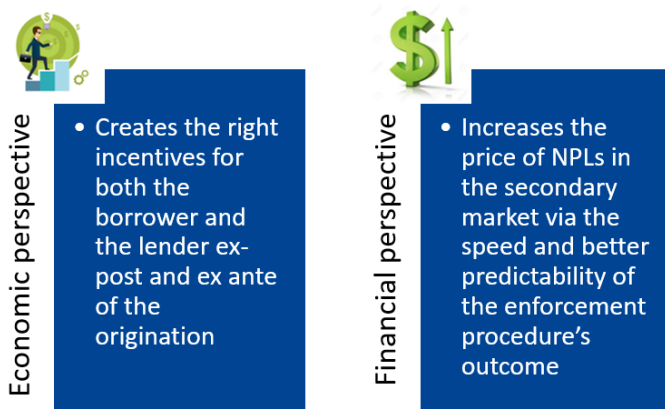 Economic perspective
• Creates the right
incentives for
both the
borrower and
the lender ex-
post and ex ante
of the
origination
Financial perspective
• Increases the
price of NPLs in
the secondary
market via the
speed and better
predictability of
the enforcement
procedure's
outcome